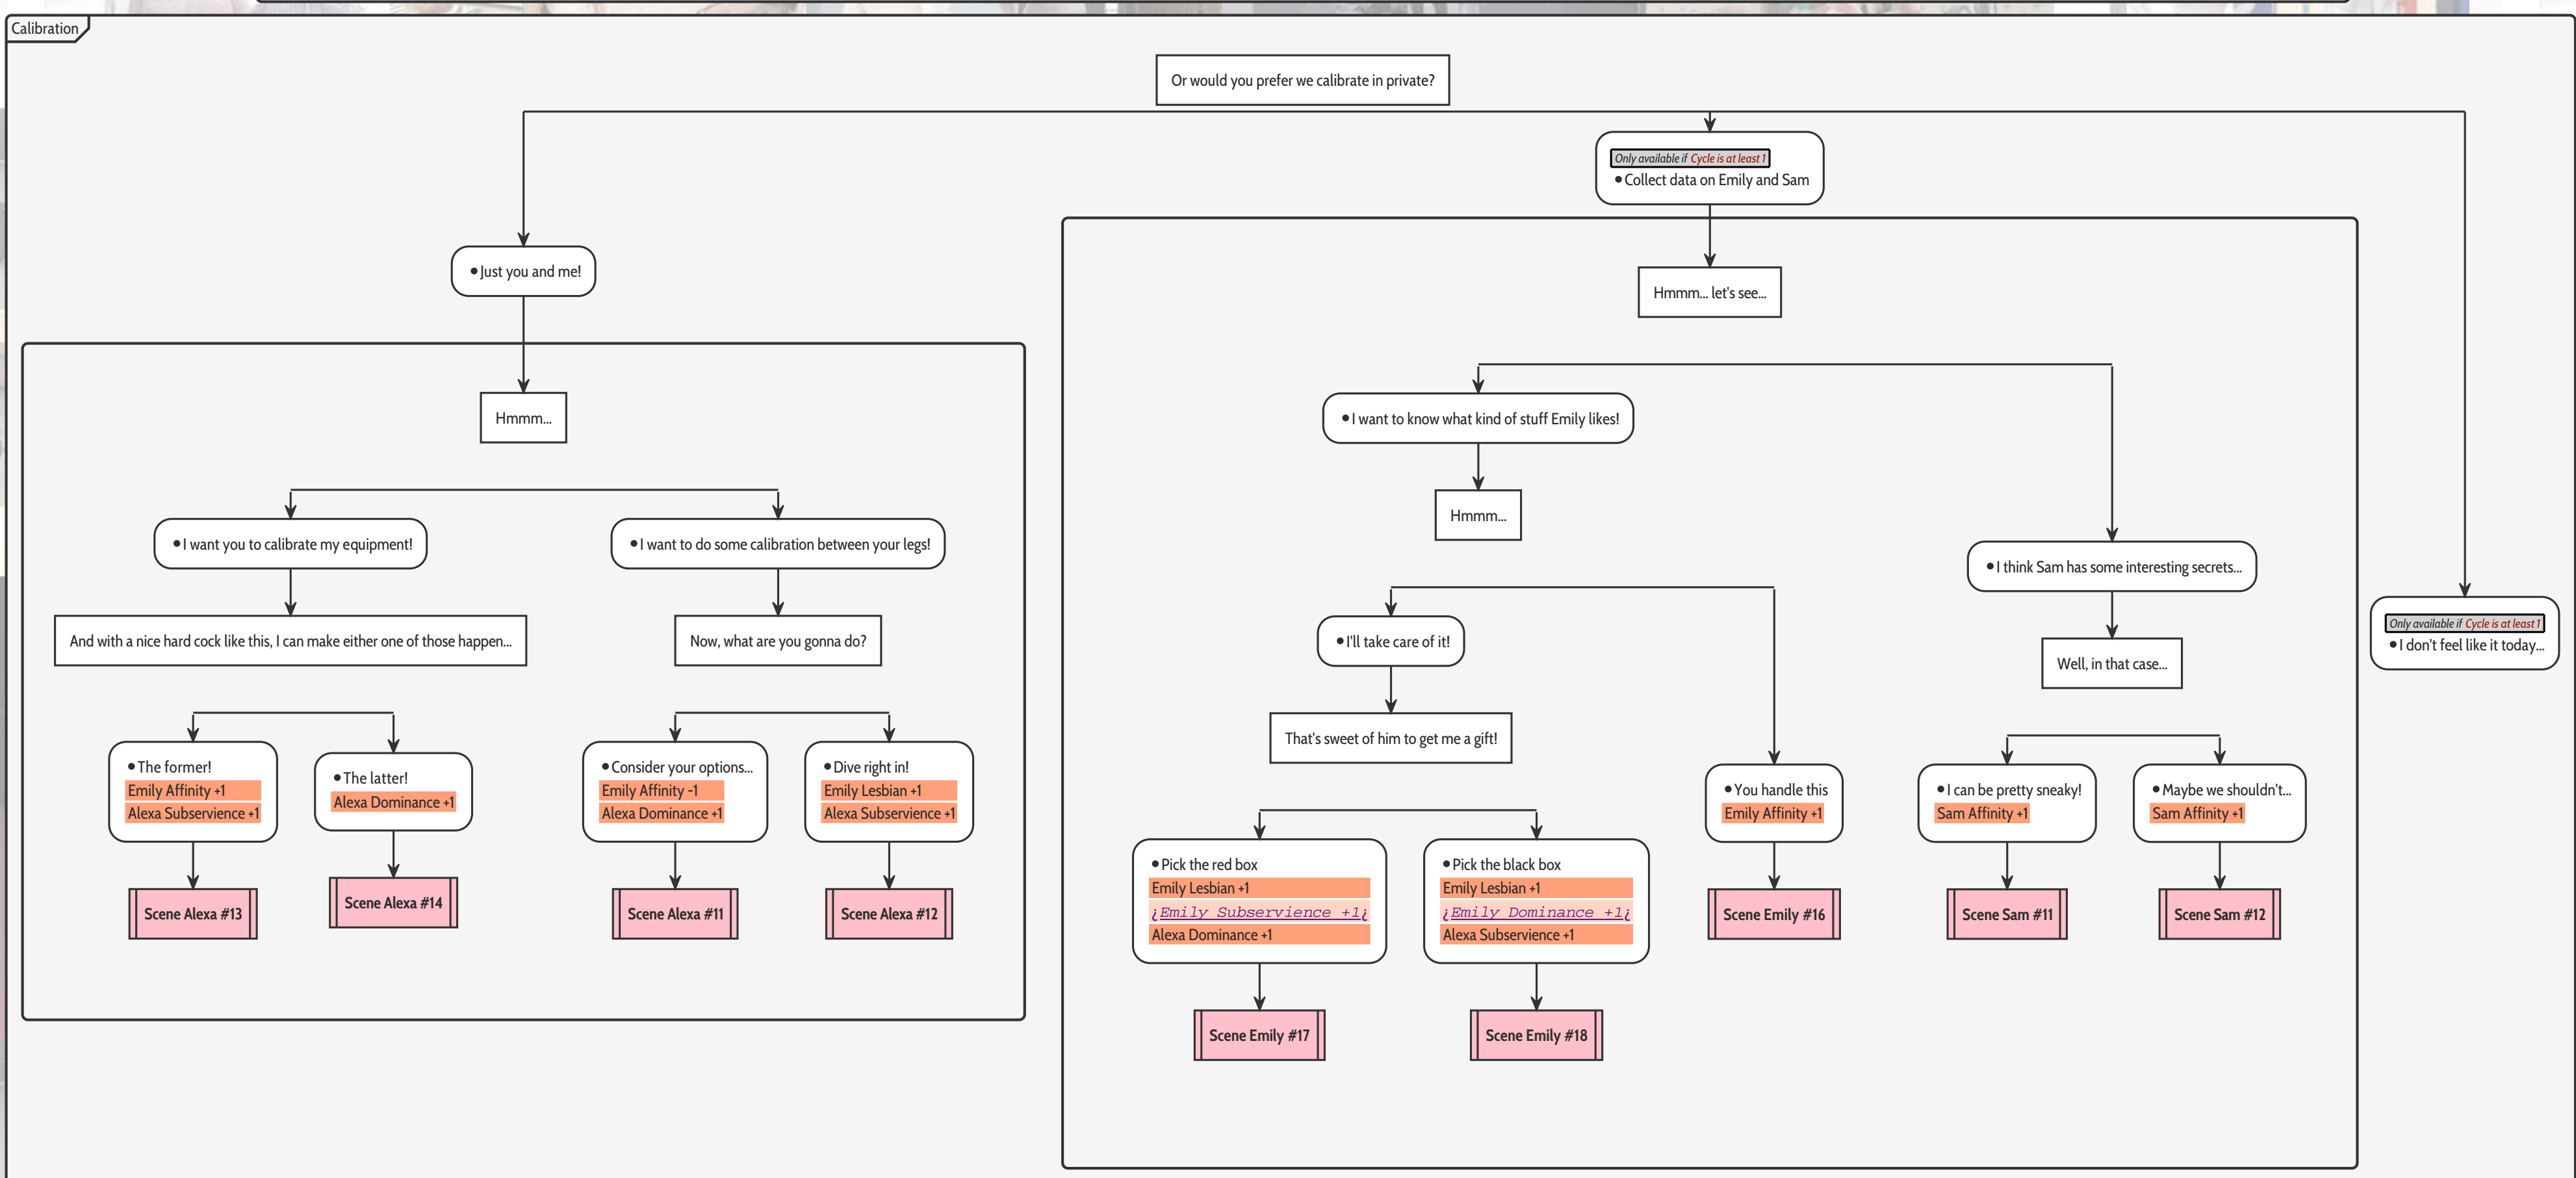 Calibration
Or would you prefer we calibrate in private?
Only available if Cycle is at least 1
•Collect data on Emily and Sam
•Just you and me!
Hmmm... let's see...
Hmmm...
•I want to know what kind of stuff Emily likes!
Hmmm...
•I want you to calibrate my equipment!
•I want to do some calibration between your legs!
•I think Sam has some interesting secrets...
Only available if Cycle is at least 1
•I don't feel like it today...
And with a nice hard cock like this, I can make either one of those happen...
Now, what are you gonna do?
•I'll take care of it!
Well, in that case...
That's sweet of him to get me a gift!
•The former!
Emily Affinity +1
Alexa Subservience +1
•The latter!
Alexa Dominance +1
•Consider your options...
Emily Affinity -1
Alexa Dominance +1
•Dive right in!
Emily Lesbian +1
Alexa Subservience +1
•You handle this
Emily Affinity +1
•I can be pretty sneaky!
Sam Affinity +1
•Maybe we shouldn't...
Sam Affinity +1
•Pick the red box
Emily Lesbian +1
¿Emily Subservience +1¿
Alexa Dominance +1
•Pick the black box
Emily Lesbian +1
¿Emily Dominance +1¿
Alexa Subservience +1
Scene Alexa #13
Scene Alexa #14
Scene Alexa #11
Scene Alexa #12
Scene Emily #16
Scene Sam #11
Scene Sam #12
Scene Emily #17
Scene Emily #18